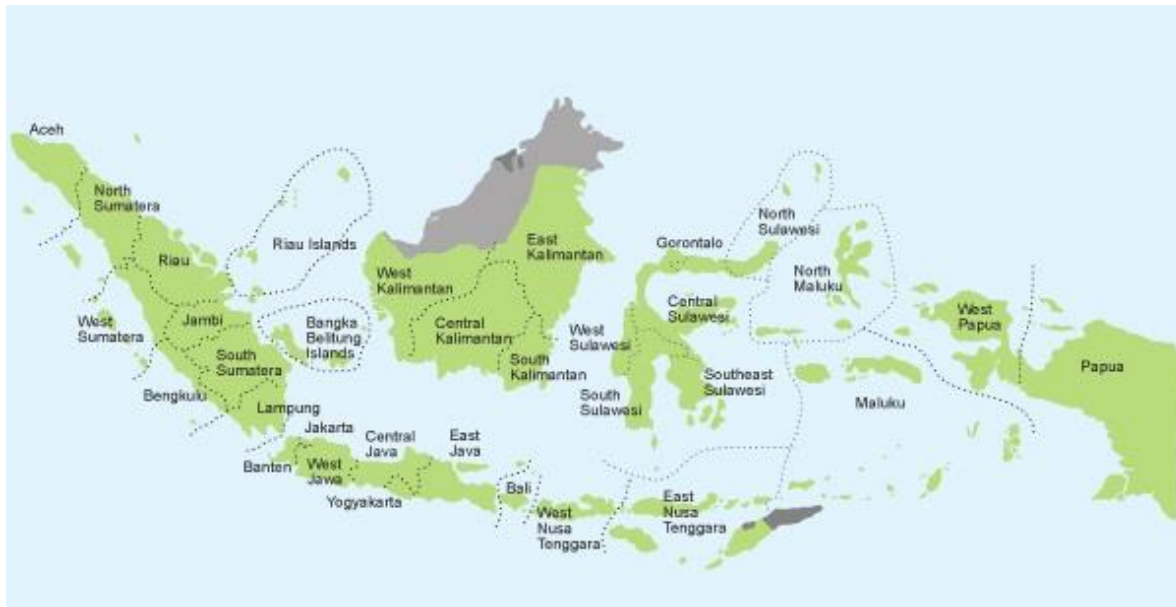 Aceh
North
Sumatera
Riau Islands
Riau
West
Sumatera
Jambi
Bangka
Belitung
Islands
South
Sumatera
Bengkulu
Lampung
Jakarta
Banten
West
Jawa
Central
Java
Yogyakarta
East
Java
Bali
West
Nusa
Tenggara
East
Nusa
Tenggara
West
Kalimantan
Central
Kalimantan
East
Kalimantan
South
Kalimantan
Gorontalo
North
Sulawesi
Central
Sulawesi
West
Sulawesi
South
Sulawesi
Southeast
Sulawesi
North
Maluku
Maluku
West
Papua
Papua